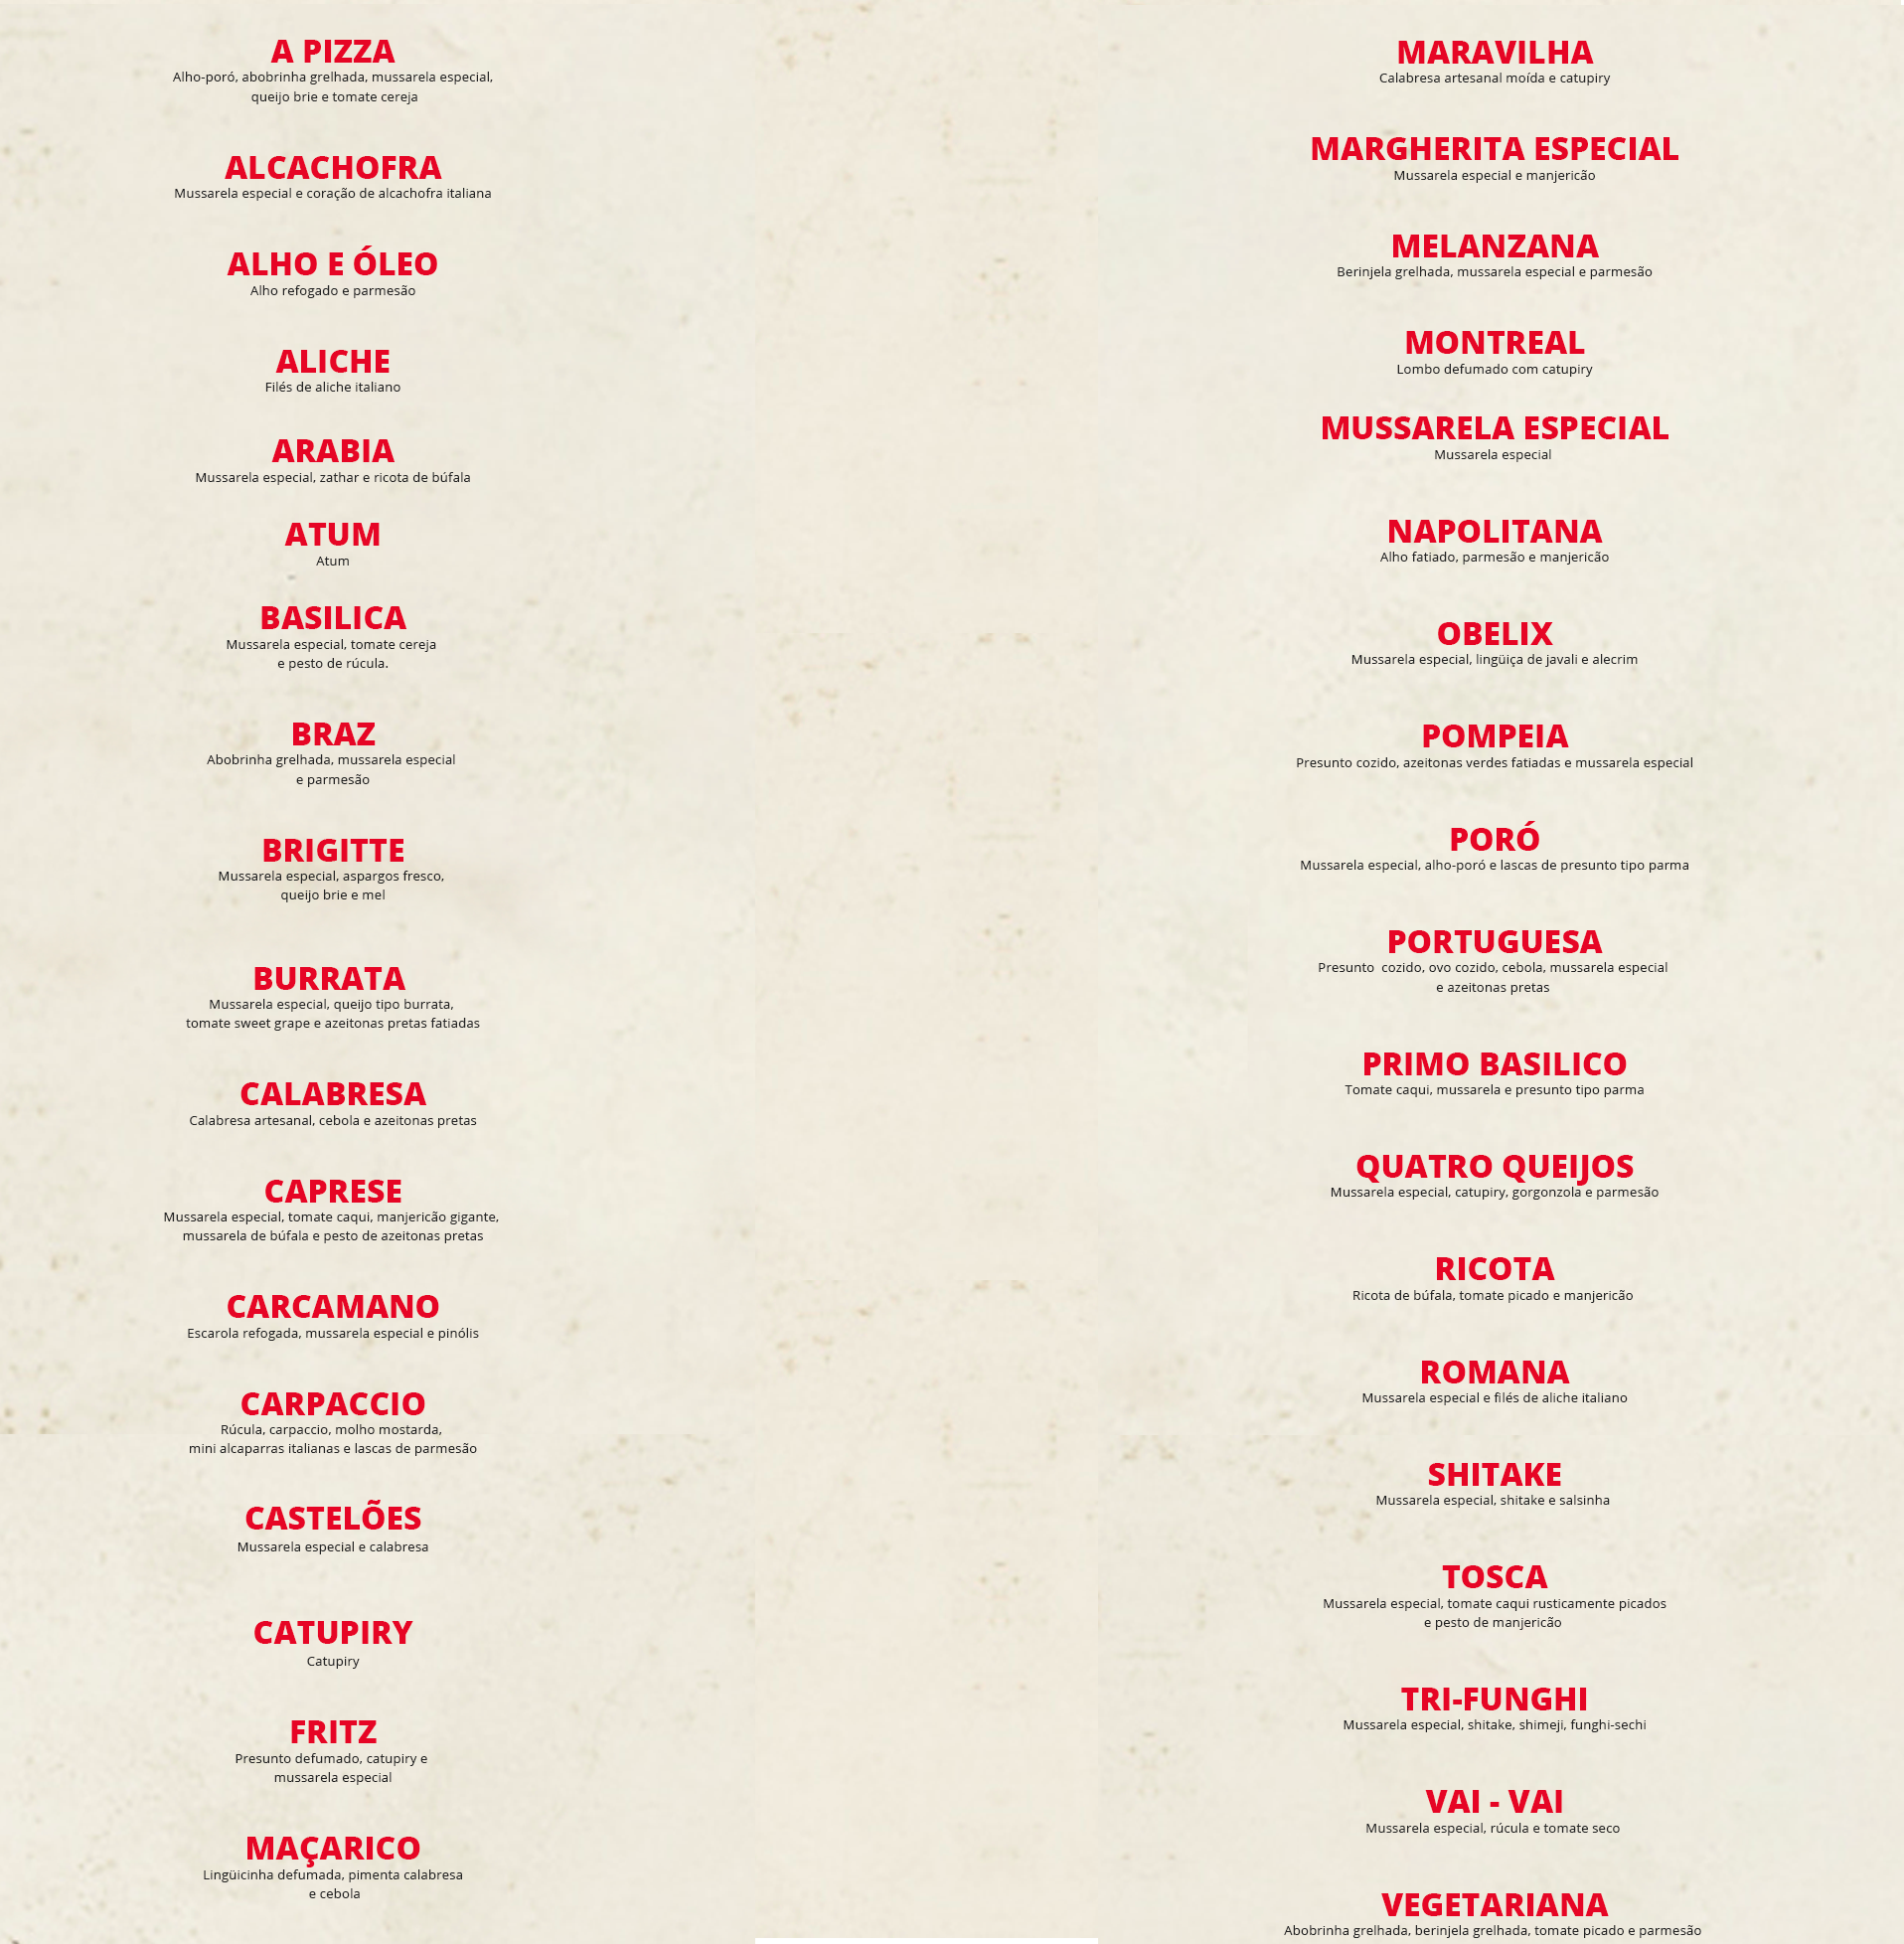 A PIZZA
Alho-poró, abobrinha grelhada, mussarela especial,
queijo brie e tomate cereja
ALCACHOFRA
Mussarela especial e coração de alcachofra italiana
ALHO E ÓLEO
Alho refogado e parmesão
ALICHE
Filés de aliche italiano
ARABIA
Mussarela especial, zathar e ricota de búfala
ATUM
Atum
BASILICA
Mussarela especial, tomate cereja
e pesto de rúcula.
BRAZ
Abobrinha grelhada, mussarela especial
e parmesão
BRIGITTE
Mussarela especial, aspargos fresco,
queijo brie e mel
BURRATA
Mussarela especial, queijo tipo burrata,
tomate sweet grape e azeitonas pretas fatiadas
CALABRESA
Calabresa artesanal, cebola e azeitonas pretas
CAPRESE
Mussarela especial, tomate caqui, manjericão gigante,
mussarela de búfala e pesto de azeitonas pretas
CARCAMANO
Escarola refogada, mussarela especial e pinólis
CARPACCIO
Rúcula, carpaccio, molho mostarda,
mini alcaparras italianas e lascas de parmesão
CASTELÕES
Mussarela especial e calabresa
CATUPIRY
Catupiry
FRITZ
Presunto defumado, catupiry e
mussarela especial
MAÇARICO
Lingüicinha defumada, pimenta calabresa
e cebola
MARAVILHA
Calabresa artesanal moída e catupiry
MARGHERITA ESPECIAL
Mussarela especial e manjericão
MELANZANA
Berinjela grelhada, mussarela especial e parmesão
MONTREAL
Lombo defumado com catupiry
MUSSARELA ESPECIAL
Mussarela especial
NAPOLITANA
Alho fatiado, parmesão e manjericão
OBELIX
Mussarela especial, lingüiça de javali e alecrim
POMPEIA
Presunto cozido, azeitonas verdes fatiadas e mussarela especial
PORÓ
Mussarela especial, alho-poró e lascas de presunto tipo parma
PORTUGUESA
Presunto  cozido, ovo cozido, cebola, mussarela especial
e azeitonas pretas
PRIMO BASILICO
Tomate caqui, mussarela e presunto tipo parma
QUATRO QUEIJOS
Mussarela especial, catupiry, gorgonzola e parmesão
RICOTA
Ricota de búfala, tomate picado e manjericão
ROMANA
Mussarela especial e filés de aliche italiano
SHITAKE
Mussarela especial, shitake e salsinha
TOSCA
Mussarela especial, tomate caqui rusticamente picados
e pesto de manjericão
TRI-FUNGHI
Mussarela especial, shitake, shimeji, funghi-sechi
VAI - VAI
Mussarela especial, rúcula e tomate seco
VEGETARIANA
Abobrinha grelhada, berinjela grelhada, tomate picado e parmesão